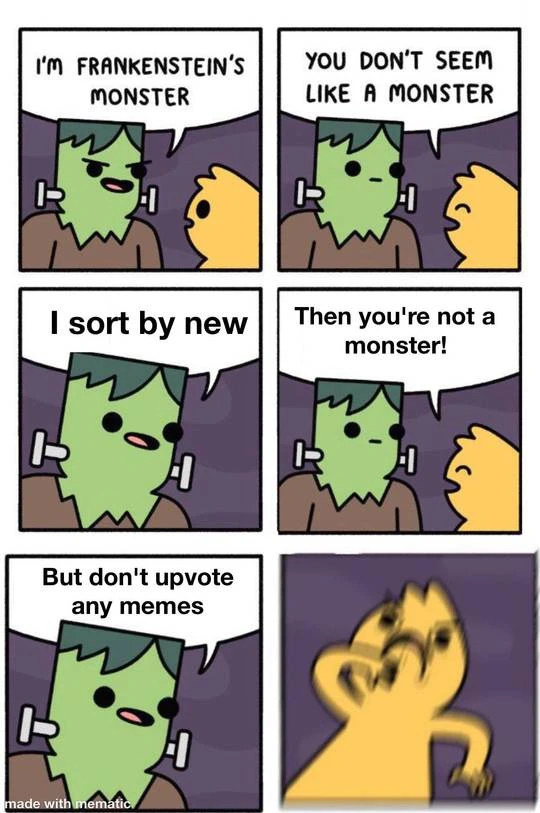 I'M FRANKENSTEIN'S
MONSTER
YOU DON'T SEEM
LIKE A MONSTER
I sort by new
Then you're not a
monster!
But don't upvote
any memes
made with mematic